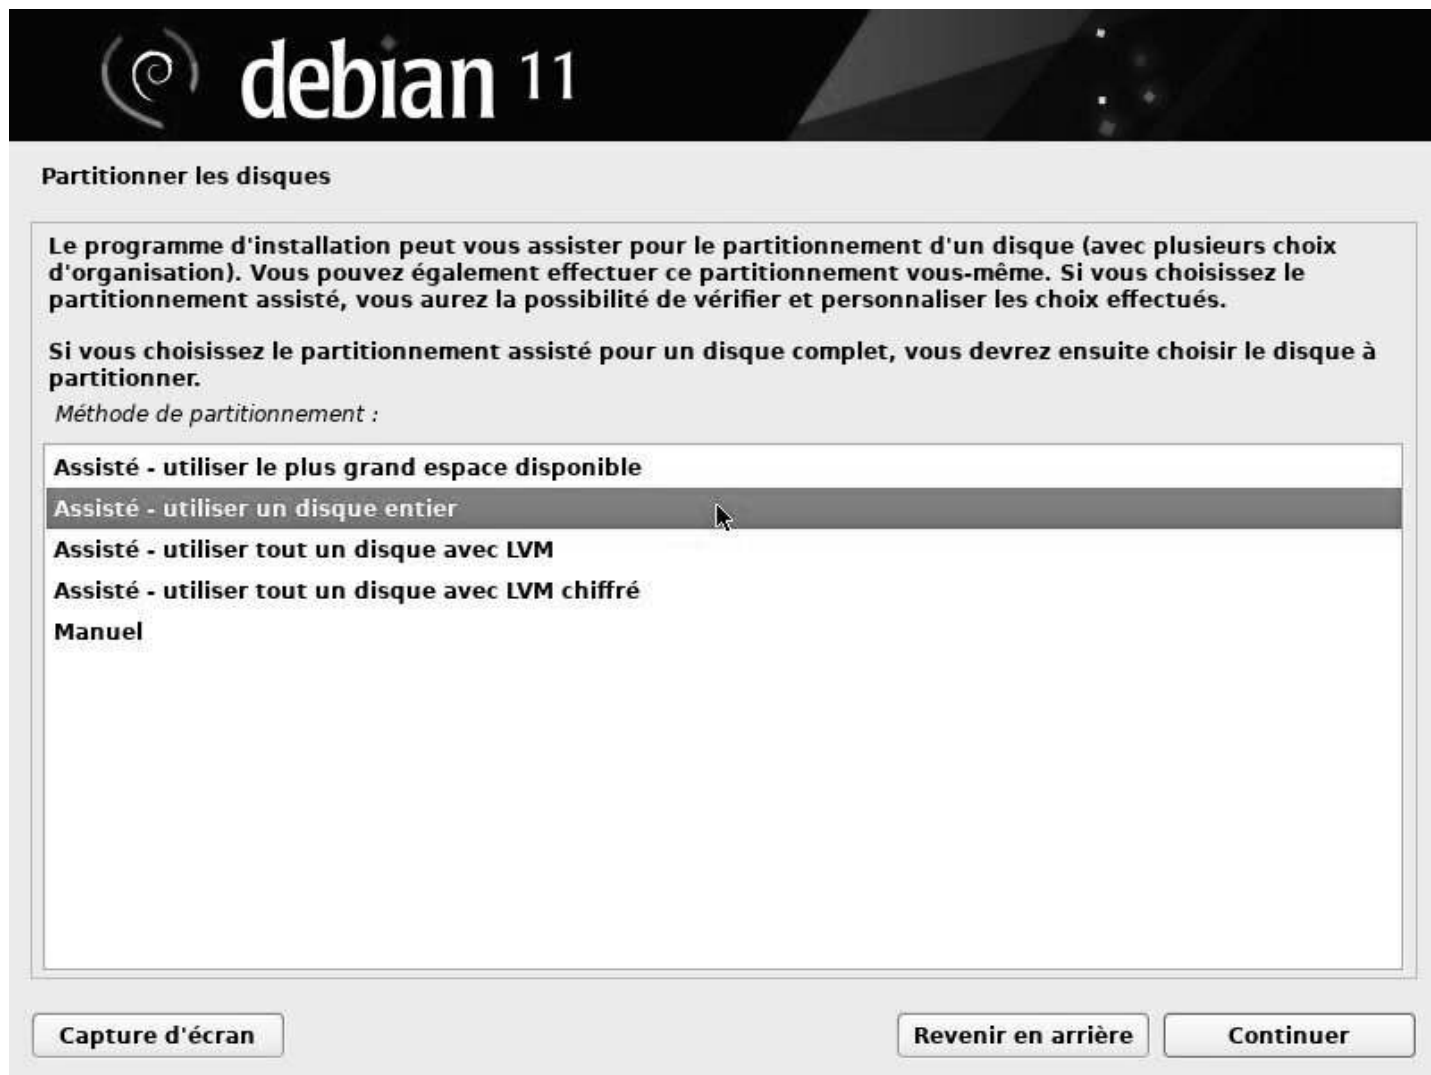 debian 11
Partitionner les disques
Le programme d'installation peut vous assister pour le partitionnement d'un disque (avec plusieurs choix
d'organisation). Vous pouvez également effectuer ce partitionnement vous-même. Si vous choisissez le
partitionnement assisté, vous aurez la possibilité de vérifier et personnaliser les choix effectués.
Si vous choisissez le partitionnement assisté pour un disque complet, vous devrez ensuite choisir le disque à
partitionner.
Méthode de partitionnement :
Assisté - utiliser le plus grand espace disponible
Assisté - utiliser un disque entier
Assisté - utiliser tout un disque avec LVM
Assisté - utiliser tout un disque avec LVM chiffré
Manuel
Capture d'écran
Revenir en arrière
Continuer